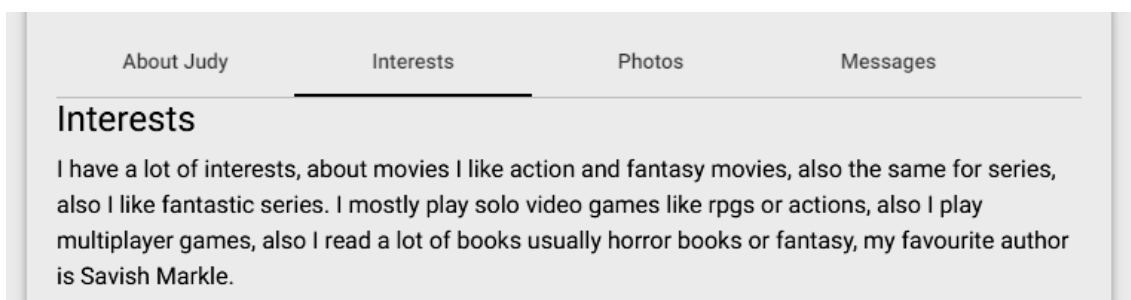 About Judy Interests Photos Messages
Interests
I have a lot of interests, about movies I like action and fantasy movies, also the same for series,
also I like fantastic series. I mostly play solo video games like rpgs or actions, also I play
multiplayer games, also I read a lot of books usually horror books or fantasy, my favourite author
is Savish Markle.